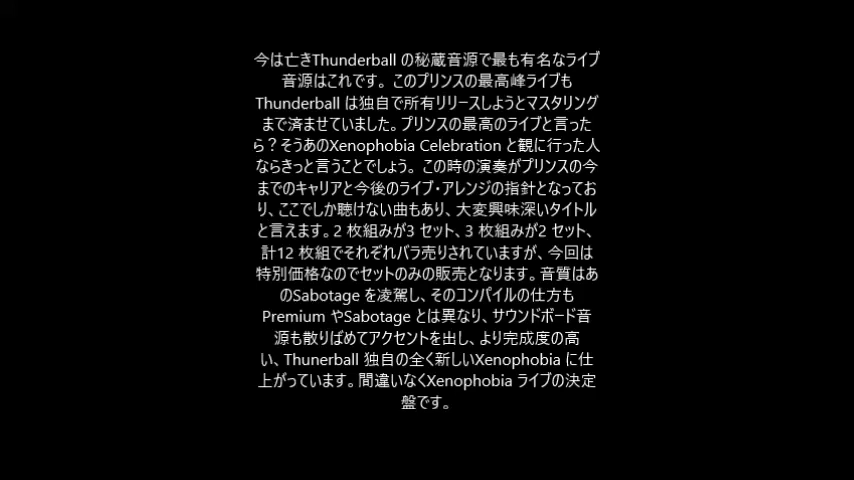 今は亡きThunderball の秘蔵音源で最も有名なライブ
音源はこれです。このプリンスの最高峰ライブも
Thunderball は独自で所有リリースしようとマスタリング
まで済ませていました。プリンスの最高のライブと言った
ら？そうあのXenophobia Celebration と観に行った人
ならきっと言うことでしょう。この時の演奏がプリンスの今
までのキャリアと今後のライブ・アレンジの指針となってお
り、ここでしか聴けない曲もあり、大変興味深いタイトル
と言えます。2 枚組みが3 セット、3 枚組みが2 セット、
計12 枚組でそれぞれバラ売りされていますが、今回は
特別価格なのでセットのみの販売となります。音質はあ
のSabotage を凌駕し、そのコンパイルの仕方も
Premium やSabotage とは異なり、サウンドボード音
源も散りばめてアクセントを出し、より完成度の高
い、Thunerball 独自の全く新しいXenophobia に仕
上がっています。間違いなくXenophobia ライブの決定
盤です。